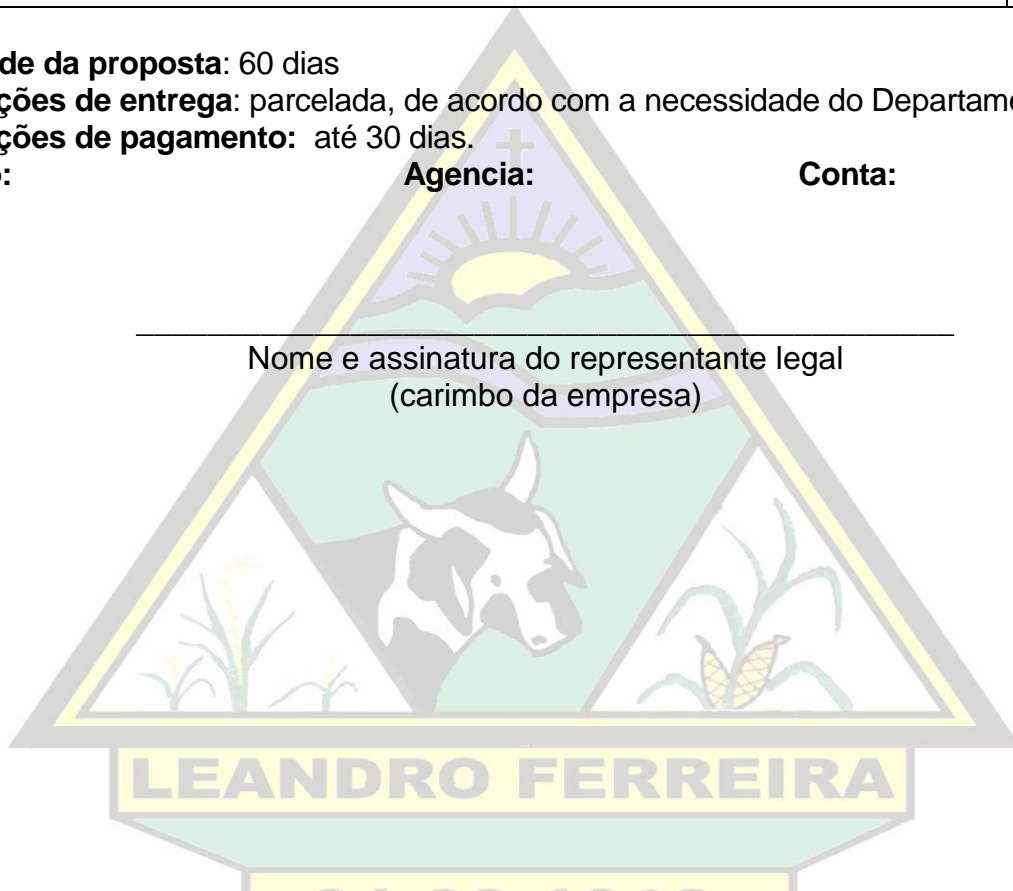 de da proposta: 60 dias
ções de entrega: parcelada, de acordo com a necessidade do Departame
ções de pagamento: até 30 dias.
: Agencia: Conta:
______________________________________________
Nome e assinatura do representante legal
(carimbo da empresa)
LEANDRO FERREIRA